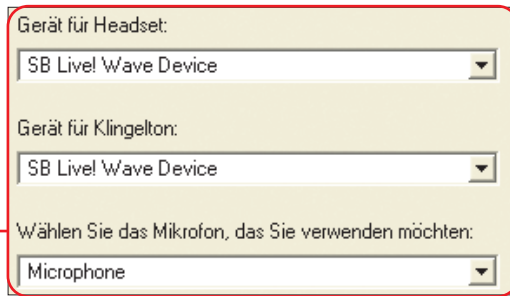 Gerät für Headset:
SB Live! Wave Device
Gerät für Klingelton:
SB Live! Wave Device
Wählen Sie das Mikrofon, das Sie verwenden möchten:
Microphone